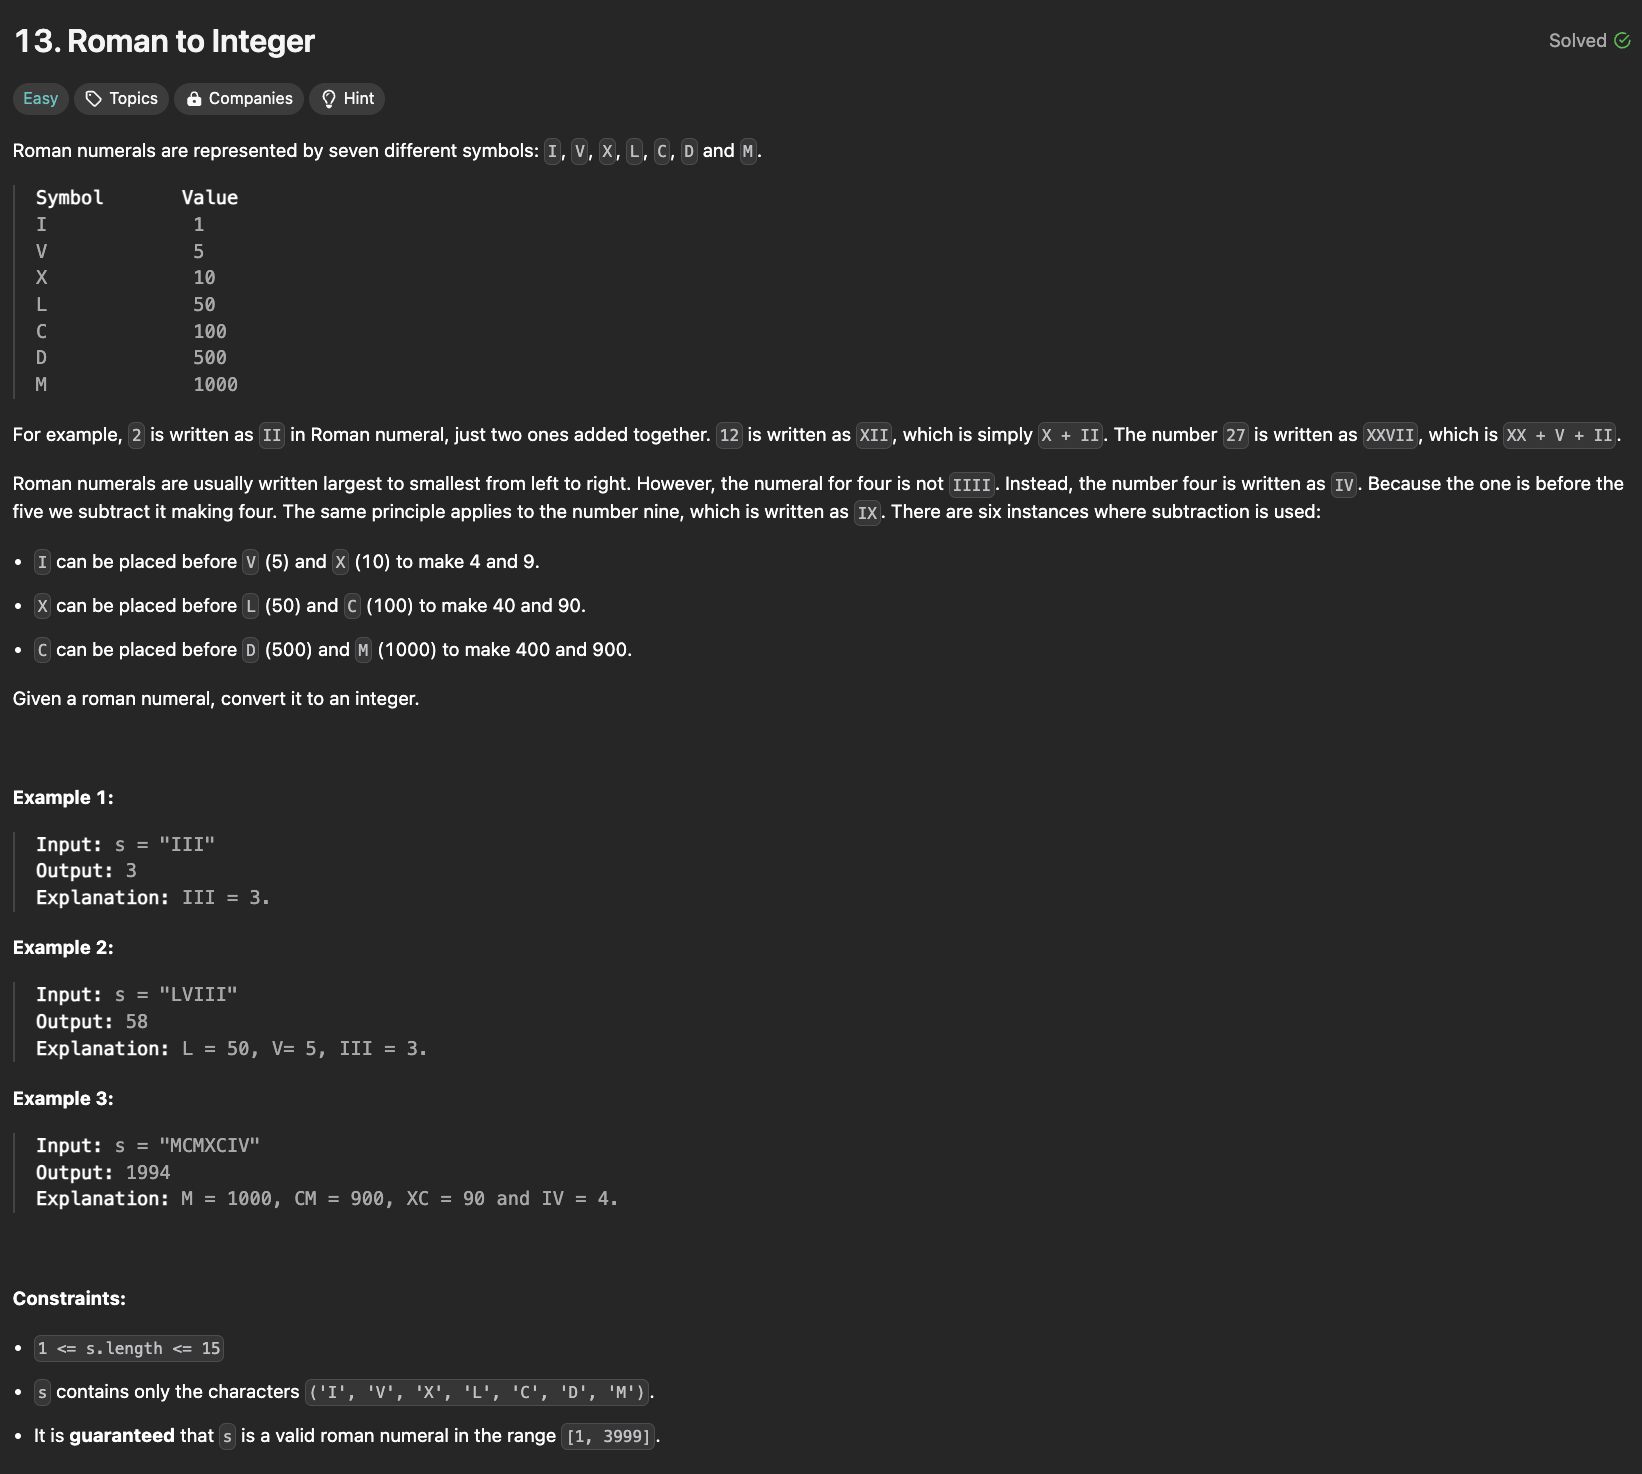 13. Roman to Integer
Solved
Easy
Topics
Companies
Hint
Roman numerals are represented by seven different symbols: I, V, X, L, C, D and M.
Symbol Value
I 1
V 5
X 10
L 50
C 100
D 500
M 1000
For example, 2 is written as II in Roman numeral, just two ones added together. 12 is written as XII, which is simply X + II. The number 27 is written as XXVII, which is XX + V + II.
Roman numerals are usually written largest to smallest from left to right. However, the numeral for four is not IIII. Instead, the number four is written as IV. Because the one is before the
five we subtract it making four. The same principle applies to the number nine, which is written as IX. There are six instances where subtraction is used:
• I can be placed before V (5) and X (10) to make 4 and 9.
• X can be placed before L (50) and C (100) to make 40 and 90.
• C can be placed before D (500) and M (1000) to make 400 and 900.
Given a roman numeral, convert it to an integer.
Example 1:
Input: s = "III"
Output: 3
Explanation: III = 3.
Example 2:
Input: s = "LVIII"
Output: 58
Explanation: L = 50, V= 5, III = 3.
Example 3:
Input: s = "MCMXCIV"
Output: 1994
Explanation: M = 1000, CM = 900, XC = 90 and IV = 4.
Constraints:
• 1 <= s.length <= 15
• s contains only the characters ('I', 'V', 'X', 'L', 'C', 'D', 'M').
• It is guaranteed that s is a valid roman numeral in the range [1, 3999].